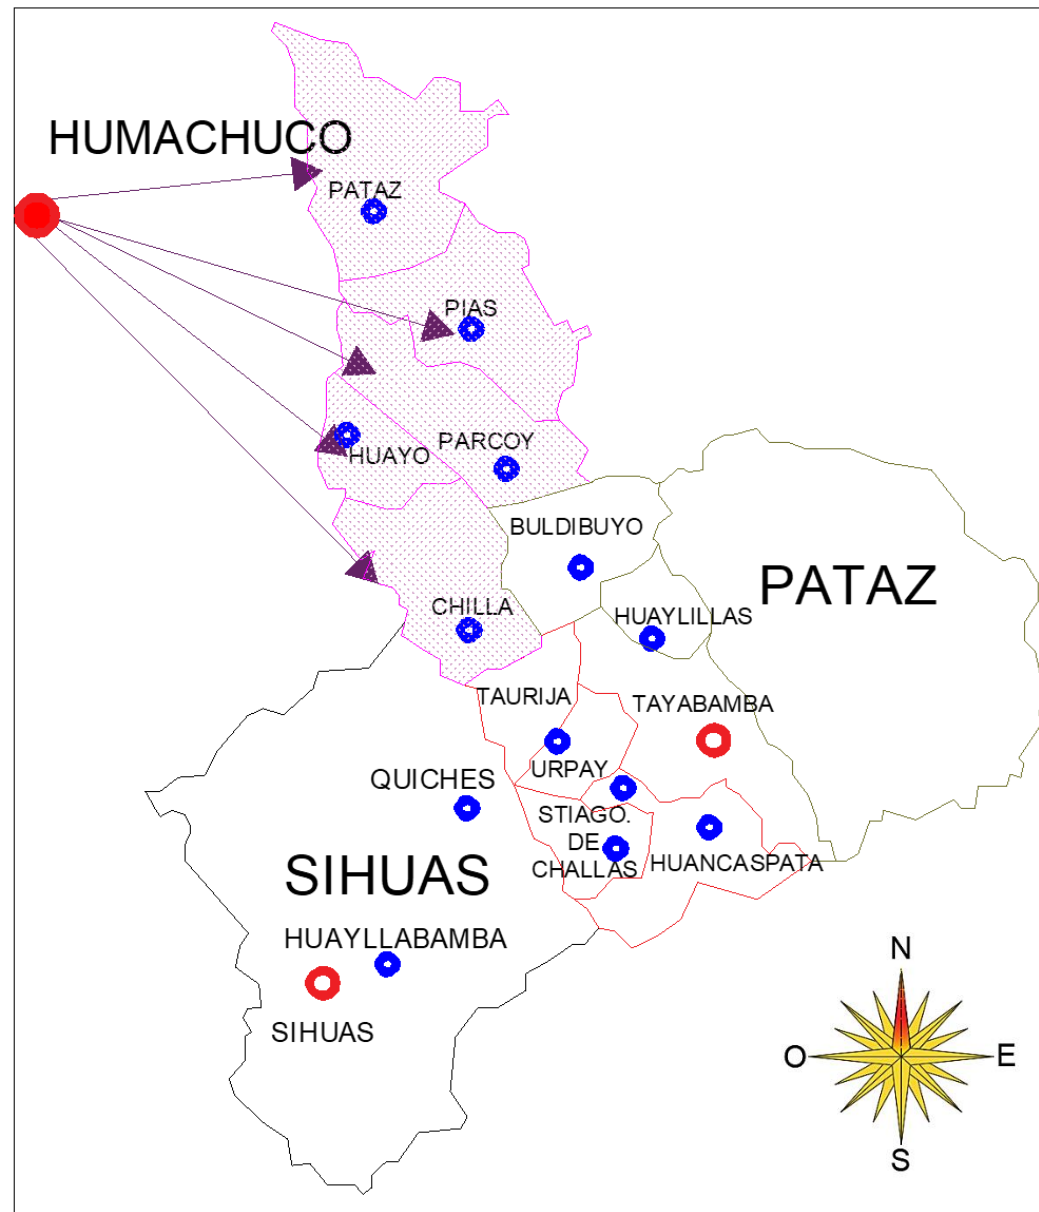 HUMACHUCO
PATAZ
PIAS
PARCOY
HUAYO
BULDIBUYO
PATAZ
CHILLA
HUAYLILLAS
TAURIJA
TAYABAMBA
URPAY
QUICHES
STIAGO.
DE
CHALLAS
HUANCASPATA
SIHUAS
HUAYLLABAMBA
SIHUAS
N
O
E
S